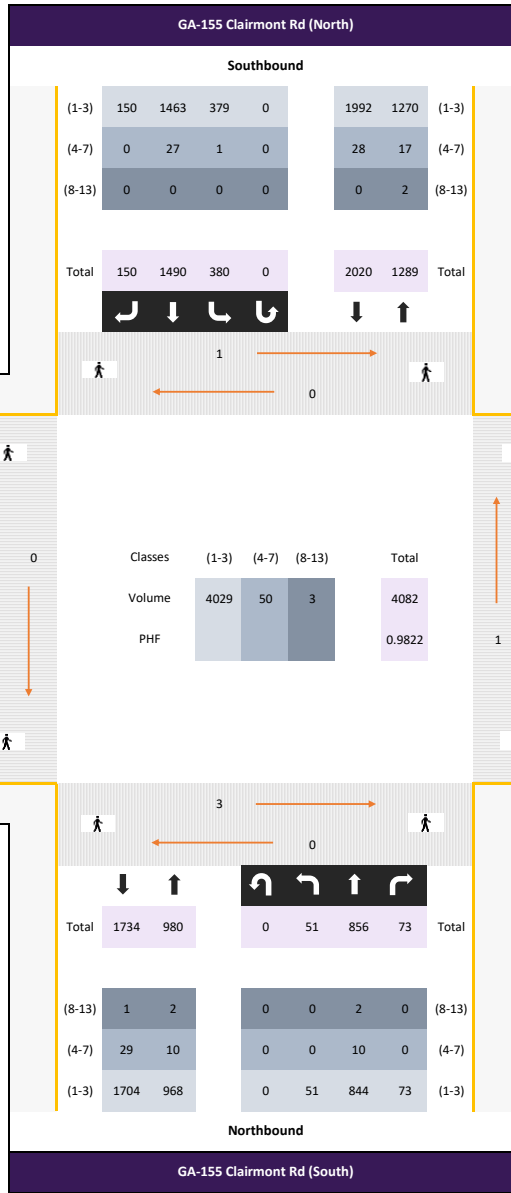 GA-155 Clairmont Rd (North)
Southbound
(1-3) 150 1463 379 0 1992 1270 (1-3)
(4-7) 0 27 1 0 28 17 (4-7)
(8-13) 0 0 0 0 0 2 (8-13)
Total 150 1490 380 0 2020 1289 Total
1
0
0
Classes (1-3) (4-7) (8-13) Total
Volume 4029 50 3 4082
PHF 0.9822
1
3
0
Total 1734 980 0 51 856 73 Total
(8-13) 1 2 0 0 2 0 (8-13)
(4-7) 29 10 0 0 10 0 (4-7)
(1-3) 1704 968 0 51 844 73 (1-3)
Northbound
GA-155 Clairmont Rd (South)